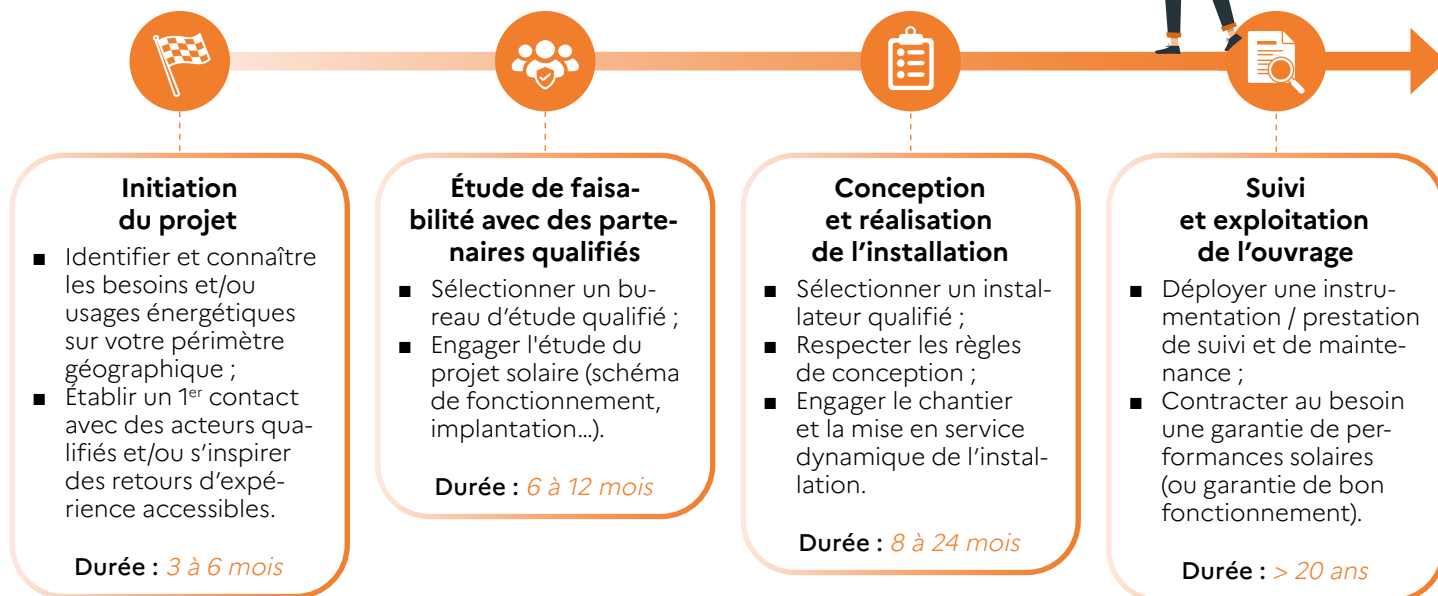 Initiation
du projet
■ Identifier et connaître
les besoins et/ou
usages énergétiques
sur votre périmètre
géographique ;
■ Établir un 1er contact
avec des acteurs qua-
lifiés et/ou s’inspirer
des retours d’expé-
rience accessibles.
Durée : 3 à 6 mois
Étude de faisa-
bilité avec des parte-
naires qualifiés
■ Sélectionner un bu-
reau d’étude qualifié ;
■ Engager l'étude du
projet solaire (schéma
de fonctionnement,
implantation…).
Durée : 6 à 12 mois
Conception
et réalisation
de l’installation
■ Sélectionner un instal-
lateur qualifié ;
■ Respecter les règles
de conception ;
■ Engager le chantier
et la mise en service
dynamique de l’instal-
lation.
Durée : 8 à 24 mois
Suivi
et exploitation
de l’ouvrage
■ Déployer une instru-
mentation / prestation
de suivi et de mainte-
nance ;
■ Contracter au besoin
une garantie de per-
formances solaires
(ou garantie de bon
fonctionnement).
Durée : > 20 ans